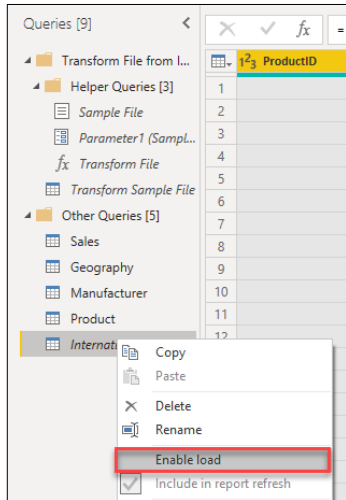 Queries [9]
fx
=
Transform File from I...
Helper Queries [3]
Sample File
Parameter1 (Sampl...
fx Transform File
Transform Sample File
Other Queries [5]
Sales
Geography
Manufacturer
Product
Internati
1²3 ProductID
1
2
3
4
5
6
7
8
9
10
11
12
Copy
Paste
Delete
Rename
Enable load
Include in report refresh